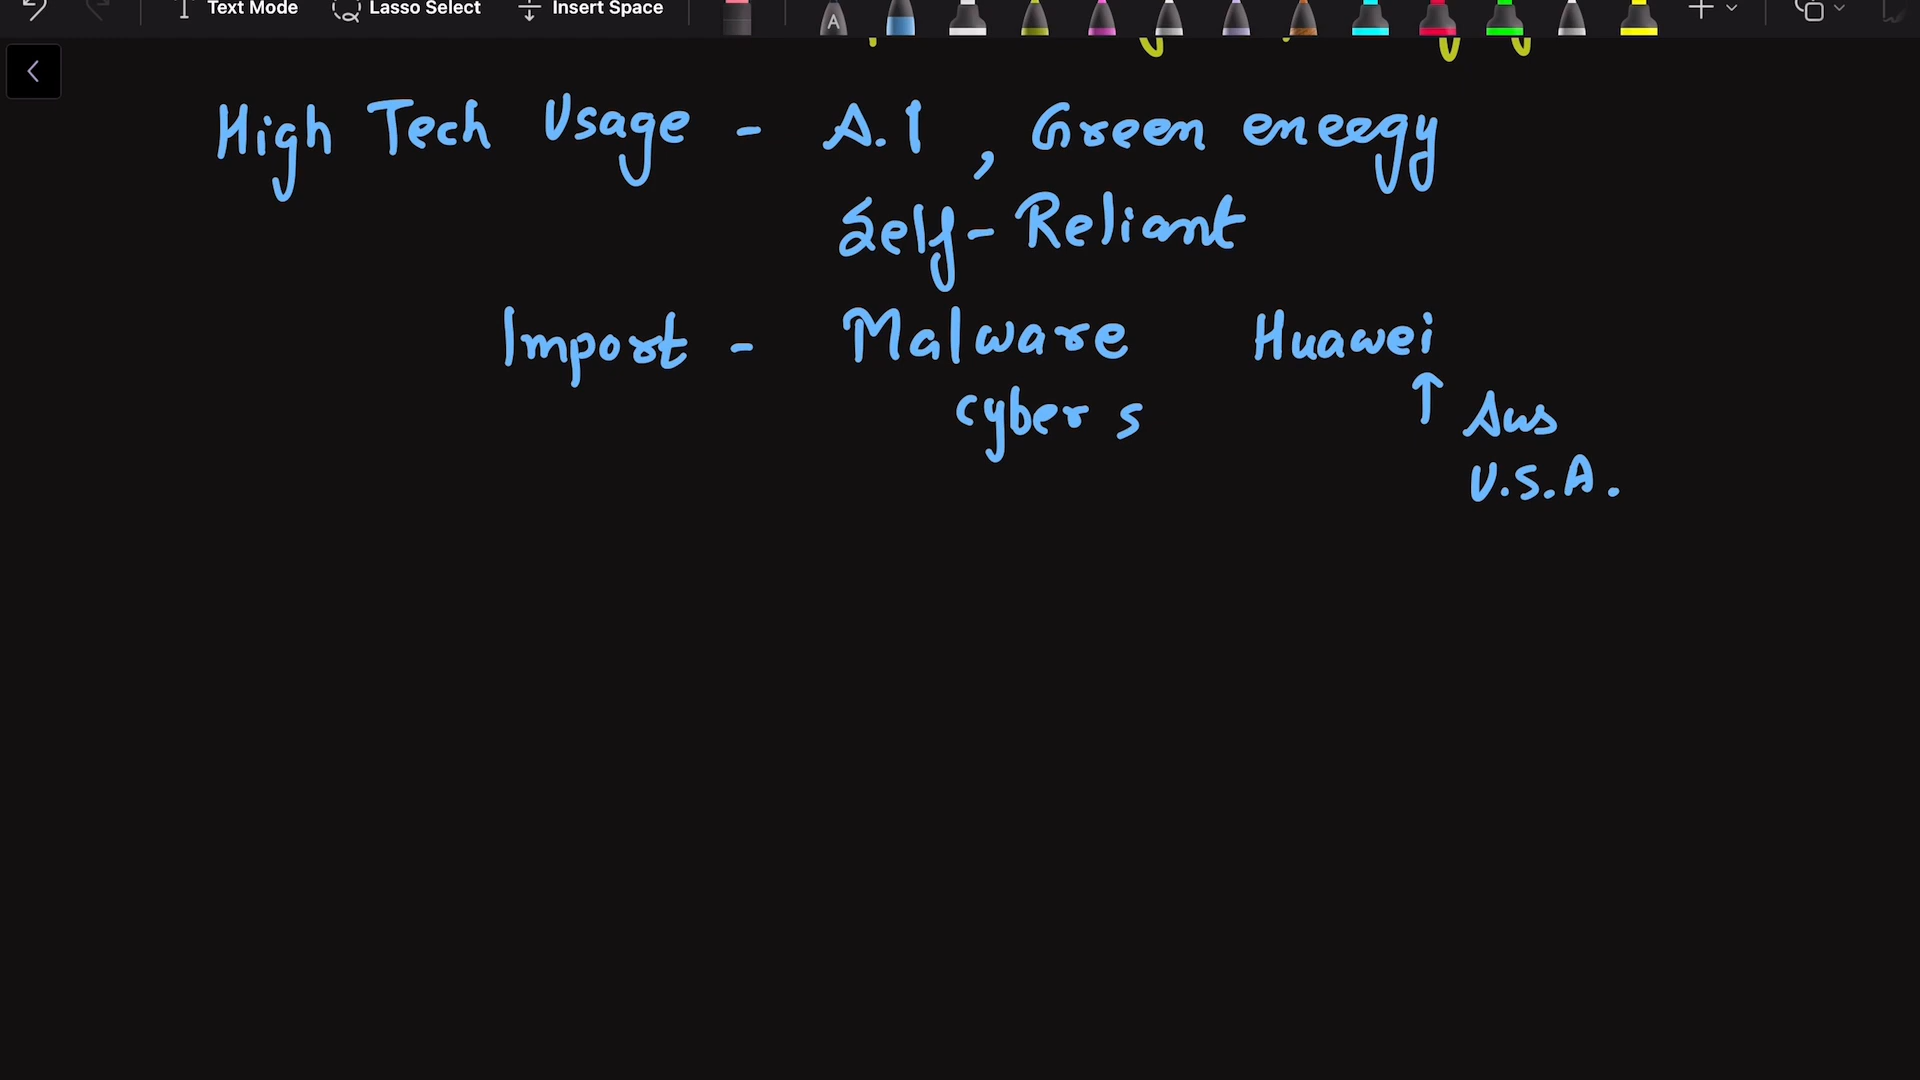 Text Mode Lasso Select Insert Space
High Tech Usage - A.I, Green energy
Self-Reliant
Import - Malware Huawei
cyber s ↑ Aus
U.S.A.